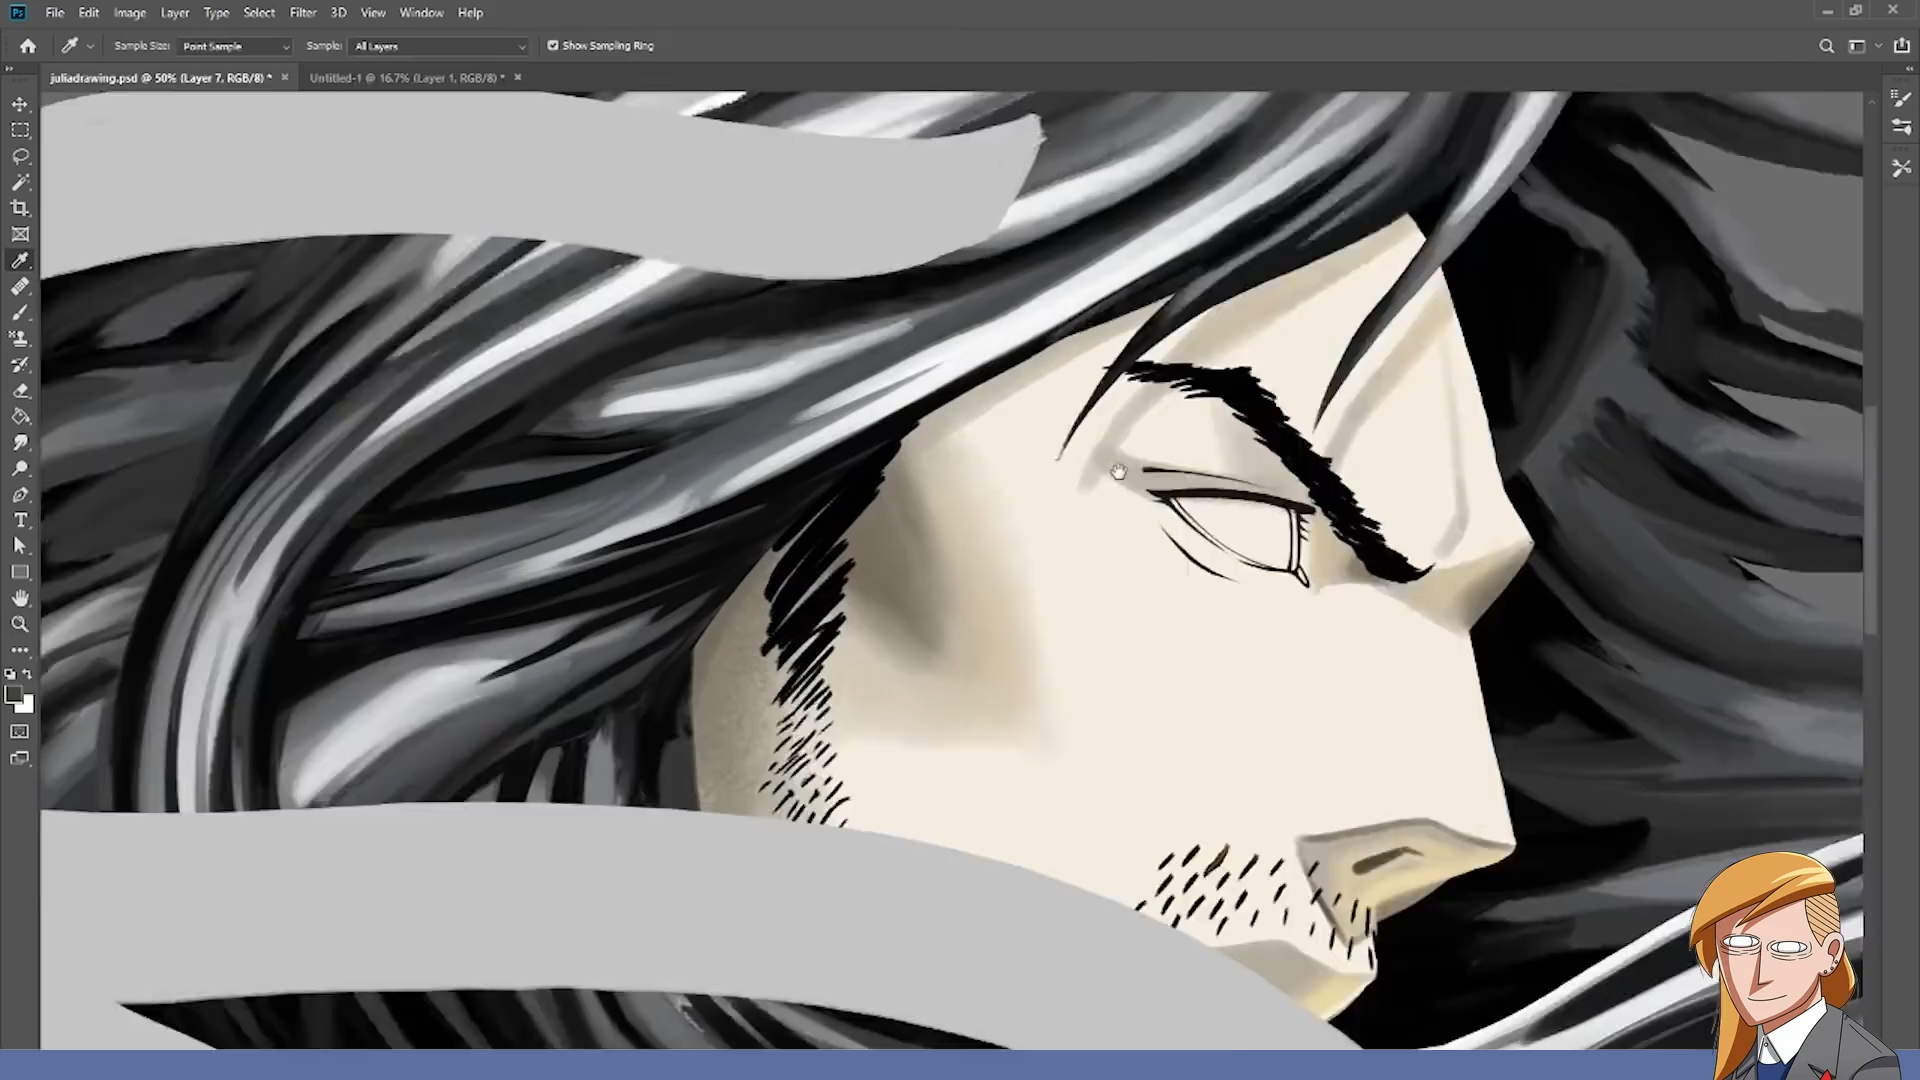 Ps File Edit Image Layer Type Select Filter 3D View Window Help
Sample Size: Point Sample Sample: All Layers Show Sampling Ring
juliadrawing.psd @ 50% (Layer 7, RGB/8) * × Untitled-1 @ 16.7% (Layer 1, RGB/8) * ×